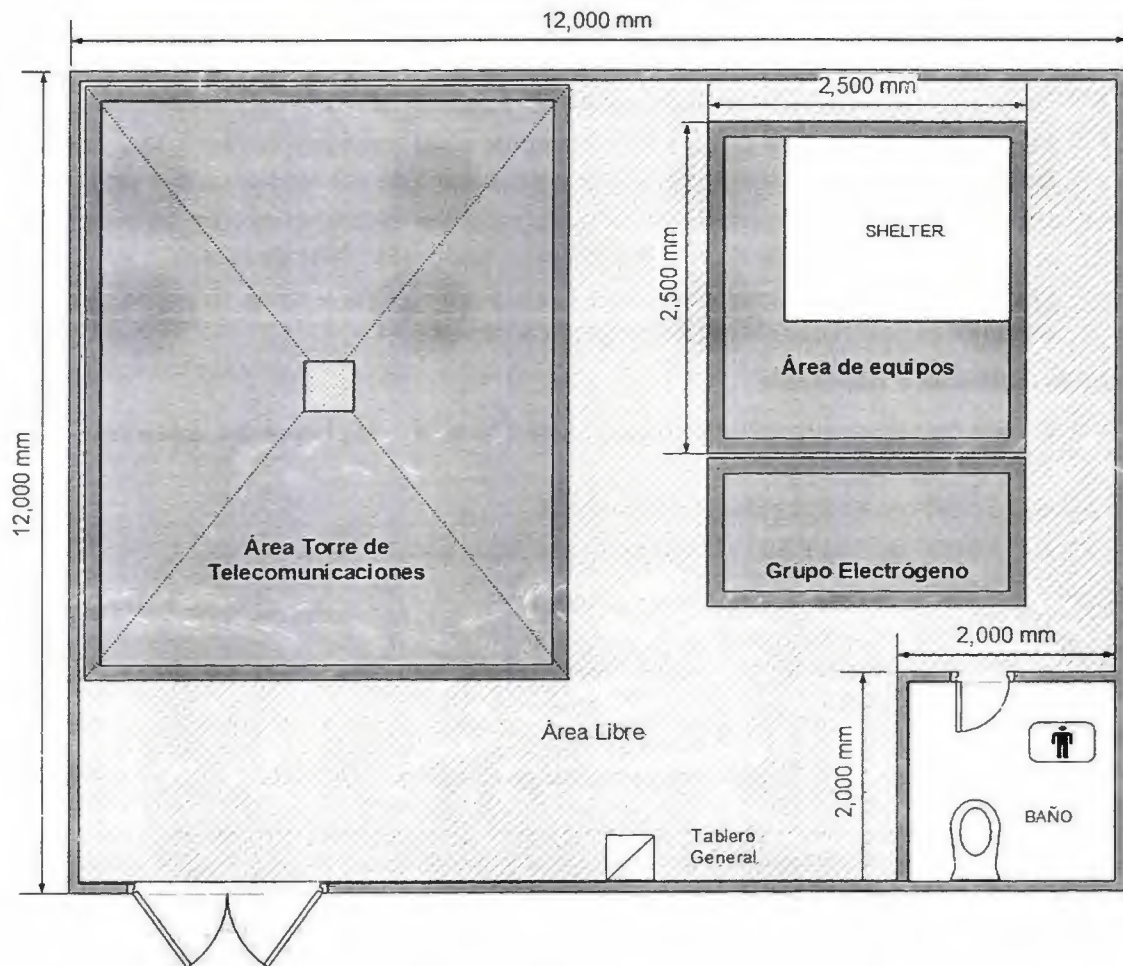 12,000 mm
2,500 mm
SHELTER
2,500 mm
Área de equipos
12,000 mm
Área Torre de
Telecomunicaciones
Grupo Electrógeno
2,000 mm
Área Libre
2,000 mm
BAÑO
Tablero
General